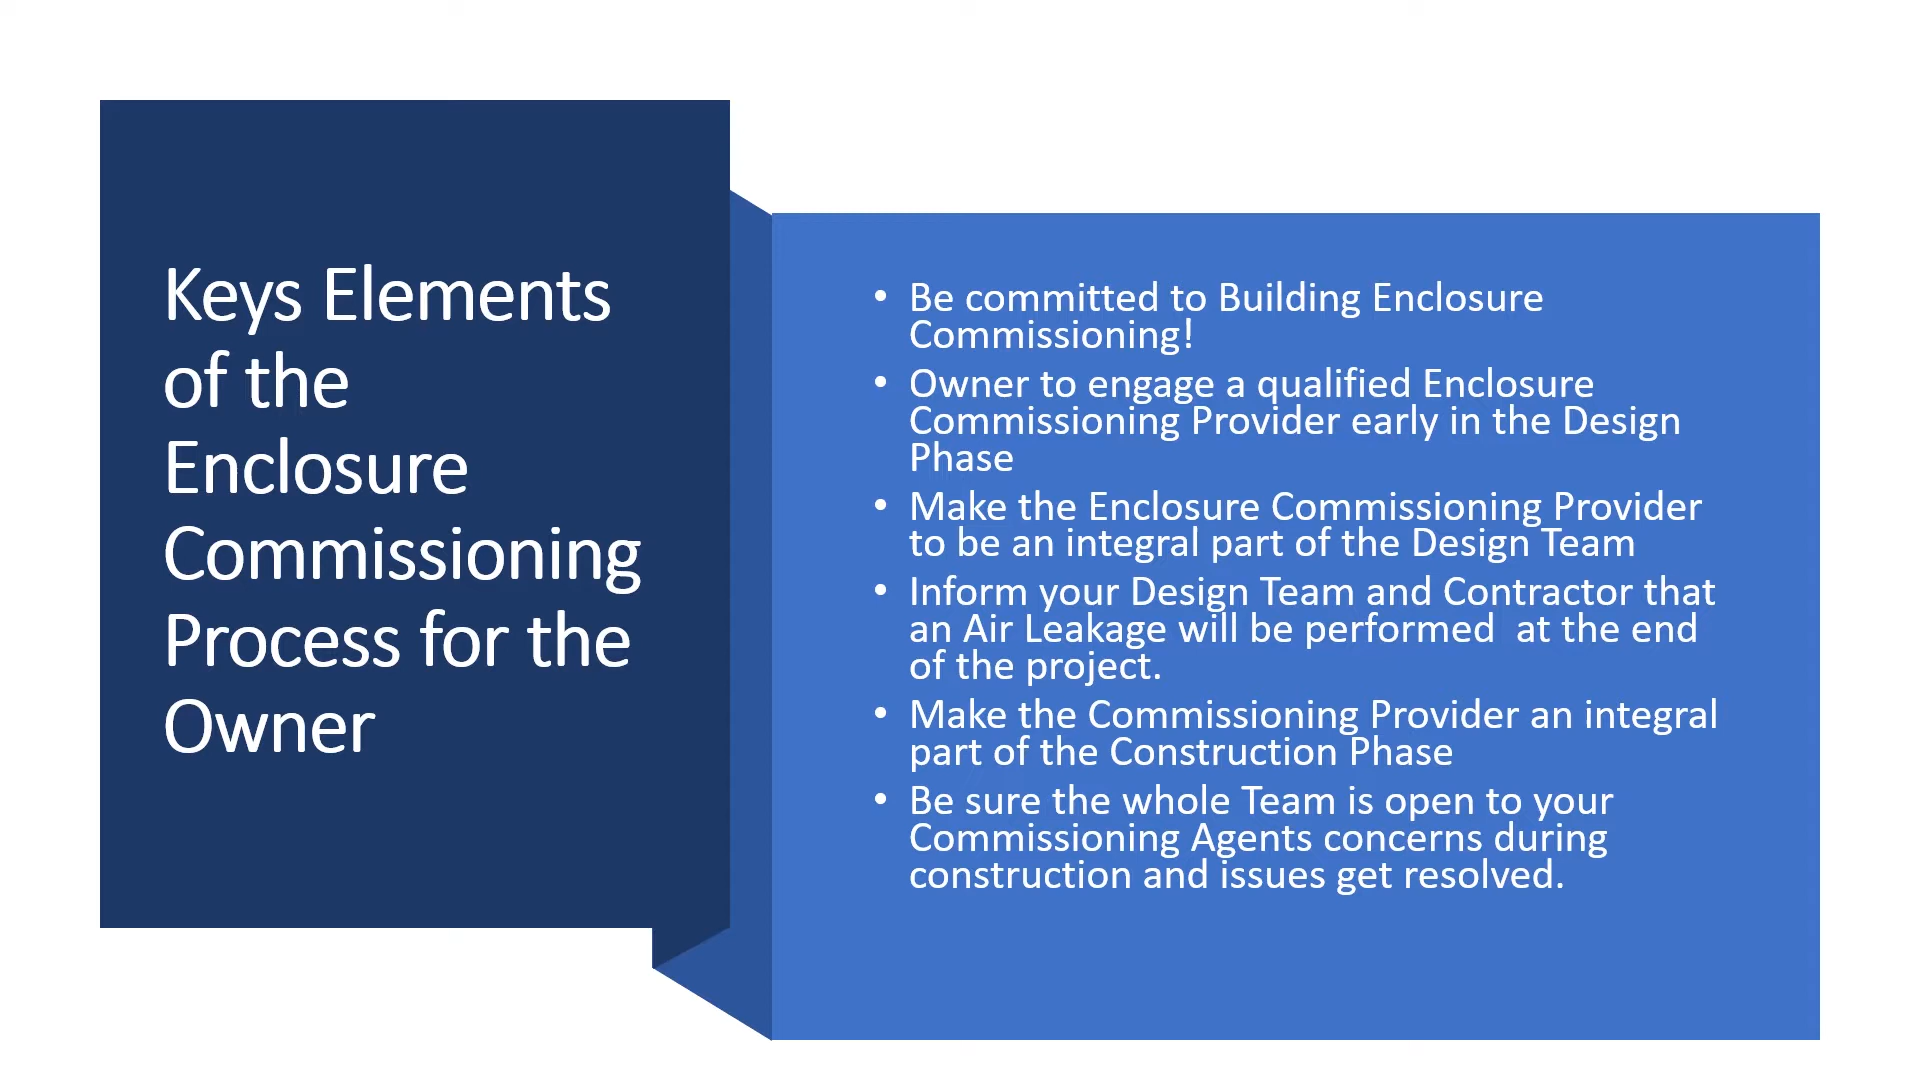 Keys Elements
of the
Enclosure
Commissioning
Process for the
Owner
• Be committed to Building Enclosure
Commissioning!
• Owner to engage a qualified Enclosure
Commissioning Provider early in the Design
Phase
• Make the Enclosure Commissioning Provider
to be an integral part of the Design Team
• Inform your Design Team and Contractor that
an Air Leakage will be performed  at the end
of the project.
• Make the Commissioning Provider an integral
part of the Construction Phase
• Be sure the whole Team is open to your
Commissioning Agents concerns during
construction and issues get resolved.